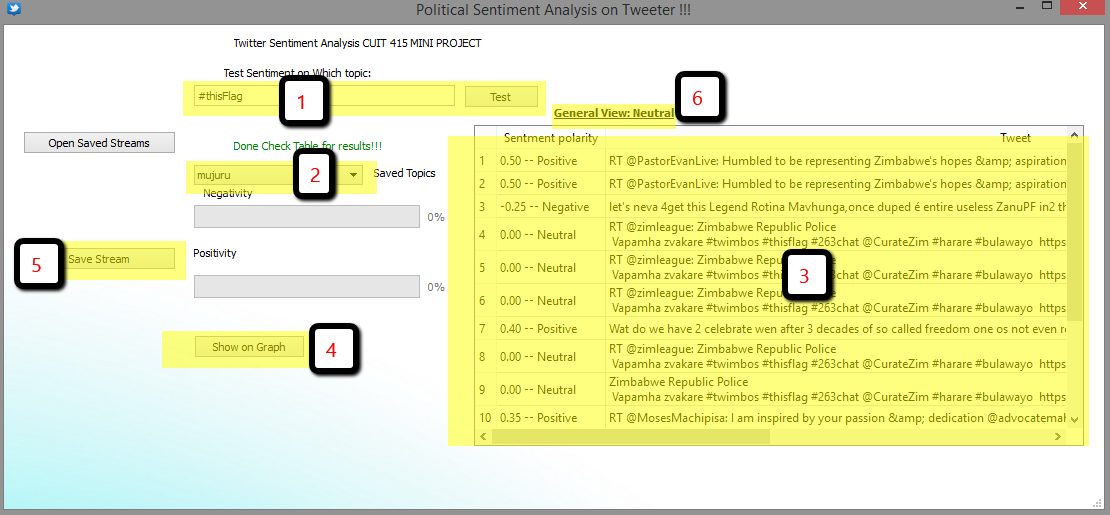 Political Sentiment Analysis on Tweeter !!!
Twitter Sentiment Analysis CUIT 415 MINI PROJECT
Test Sentiment on Which topic:
#thisFlag
1
Test
General View: Neutral
6
Open Saved Streams
Done Check Table for results!!!
mujuru
2
Saved Topics
Negativity
0%
5
Save Stream
Positivity
0%
Show on Graph
4
Sentment polarity
Tweet
1 0.50 -- Positive RT @PastorEvanLive: Humbled to be representing Zimbabwe's hopes &amp; aspiration
2 0.50 -- Positive RT @PastorEvanLive: Humbled to be representing Zimbabwe's hopes &amp; aspiration
3 -0.25 -- Negative let's neva 4get this Legend Rotina Mavhunga,once duped é entire useless ZanuPF in2 th
4 0.00 -- Neutral RT @zimleague: Zimbabwe Republic Police
Vapamha zvakare #twimbos #thisflag #263chat @CurateZim #harare #bulawayo https
5 0.00 -- Neutral RT @zimleague: Zimbabwe Rep
Vapamha zvakare #twimbos #thisflag #263chat @CurateZim #harare #bulawayo https
3
6 0.00 -- Neutral RT @zimleague: Zimbabwe Rep
Vapamha zvakare #twimbos #thisflag #263chat @CurateZim #harare #bulawayo https
7 0.40 -- Positive Wat do we have 2 celebrate wen after 3 decades of so called freedom one os not even re
8 0.00 -- Neutral RT @zimleague: Zimbabwe Republic Police
Vapamha zvakare #twimbos #thisflag #263chat @CurateZim #harare #bulawayo https
9 0.00 -- Neutral Zimbabwe Republic Police
Vapamha zvakare #twimbos #thisflag #263chat @CurateZim #harare #bulawayo https
10 0.35 -- Positive RT @MosesMachipisa: I am inspired by your passion &amp; dedication @advocatemah